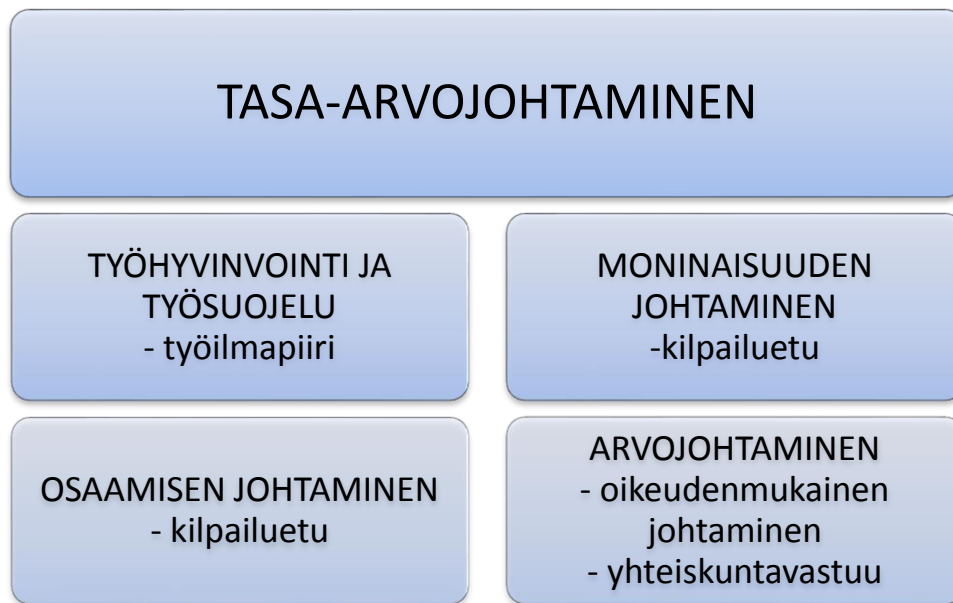 TASA-ARVOJOHTAMINEN
TYÖHYVINVOINTI JA
TYÖSUOJELU
- työilmapiiri
MONINAISUUDEN
JOHTAMINEN
-kilpailuetu
OSAAMISEN JOHTAMINEN
- kilpailuetu
ARVOJOHTAMINEN
- oikeudenmukainen
johtaminen
- yhteiskuntavastuu